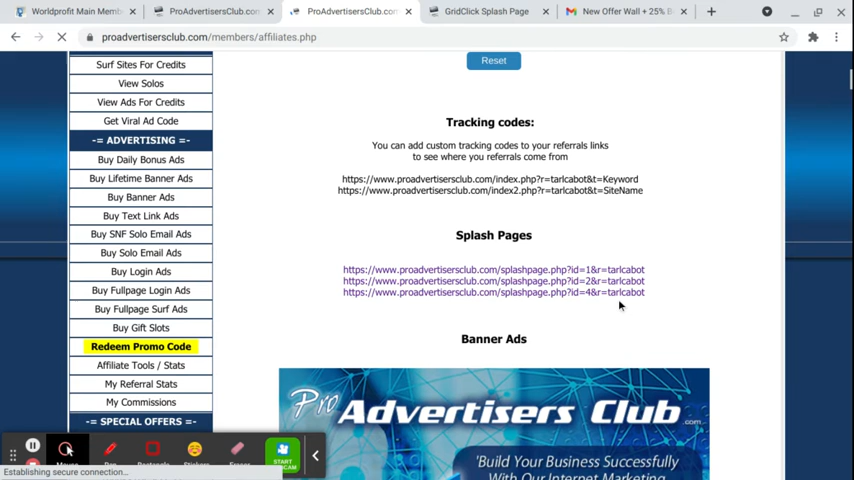 Worldprofit Main Memb
ProAdvertisersClub.com
ProAdvertisersClub.com
GridClick Splash Page
New Offer Wall + 25% B
proadvertisersclub.com/members/affiliates.php
Surf Sites For Credits
View Solos
View Ads For Credits
Get Viral Ad Code
-= ADVERTISING =-
Buy Daily Bonus Ads
Buy Lifetime Banner Ads
Buy Banner Ads
Buy Text Link Ads
Buy SNF Solo Email Ads
Buy Solo Email Ads
Buy Login Ads
Buy Fullpage Login Ads
Buy Fullpage Surf Ads
Buy Gift Slots
Redeem Promo Code
Affiliate Tools / Stats
My Referral Stats
My Commissions
-= SPECIAL OFFERS =-
Reset
Tracking codes:
You can add custom tracking codes to your referrals links
to see where you referrals come from
https://www.proadvertisersclub.com/index.php?r=tarlcabot&t=Keyword
https://www.proadvertisersclub.com/index2.php?r=tarlcabot&t=SiteName
Splash Pages
https://www.proadvertisersclub.com/splashpage.php?id=1&r=tarlcabot
https://www.proadvertisersclub.com/splashpage.php?id=2&r=tarlcabot
https://www.proadvertisersclub.com/splashpage.php?id=4&r=tarlcabot
Banner Ads
Pro Advertisers Club.com
'Build Your Business Successfully
With Our Internet Marketing
START
Establishing secure connection...